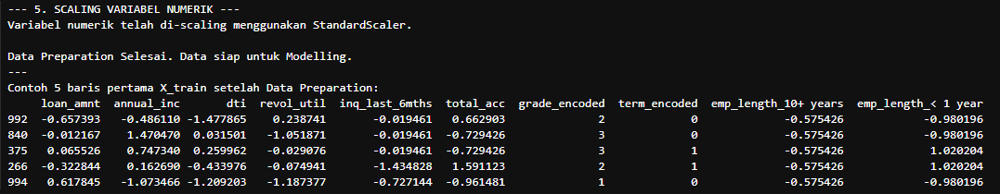 --- 5. SCALING VARIABEL NUMERIK ---
Variabel numerik telah di-scaling menggunakan StandardScaler.
Data Preparation Selesai. Data siap untuk Modelling.
---
Contoh 5 baris pertama X_train setelah Data Preparation:
loan_amnt annual_inc dti revol_util inq_last_6mths total_acc grade_encoded term_encoded emp_length_10+ years emp_length_< 1 year
992 -0.657393 -0.486110 -1.477865 0.238741 -0.019461 0.662903 2 0 -0.575426 -0.980196
840 -0.012167 1.470470 0.031501 -1.051871 -0.019461 -0.729426 3 0 -0.575426 -0.980196
375 0.065526 0.747340 0.259962 -0.029076 -0.019461 -0.729426 3 1 -0.575426 1.020204
266 -0.322844 0.162690 -0.433976 -0.074941 -1.434828 1.591123 2 1 -0.575426 1.020204
994 0.617845 -1.073466 -1.209203 -1.187377 -0.727144 -0.961481 1 0 -0.575426 -0.980196